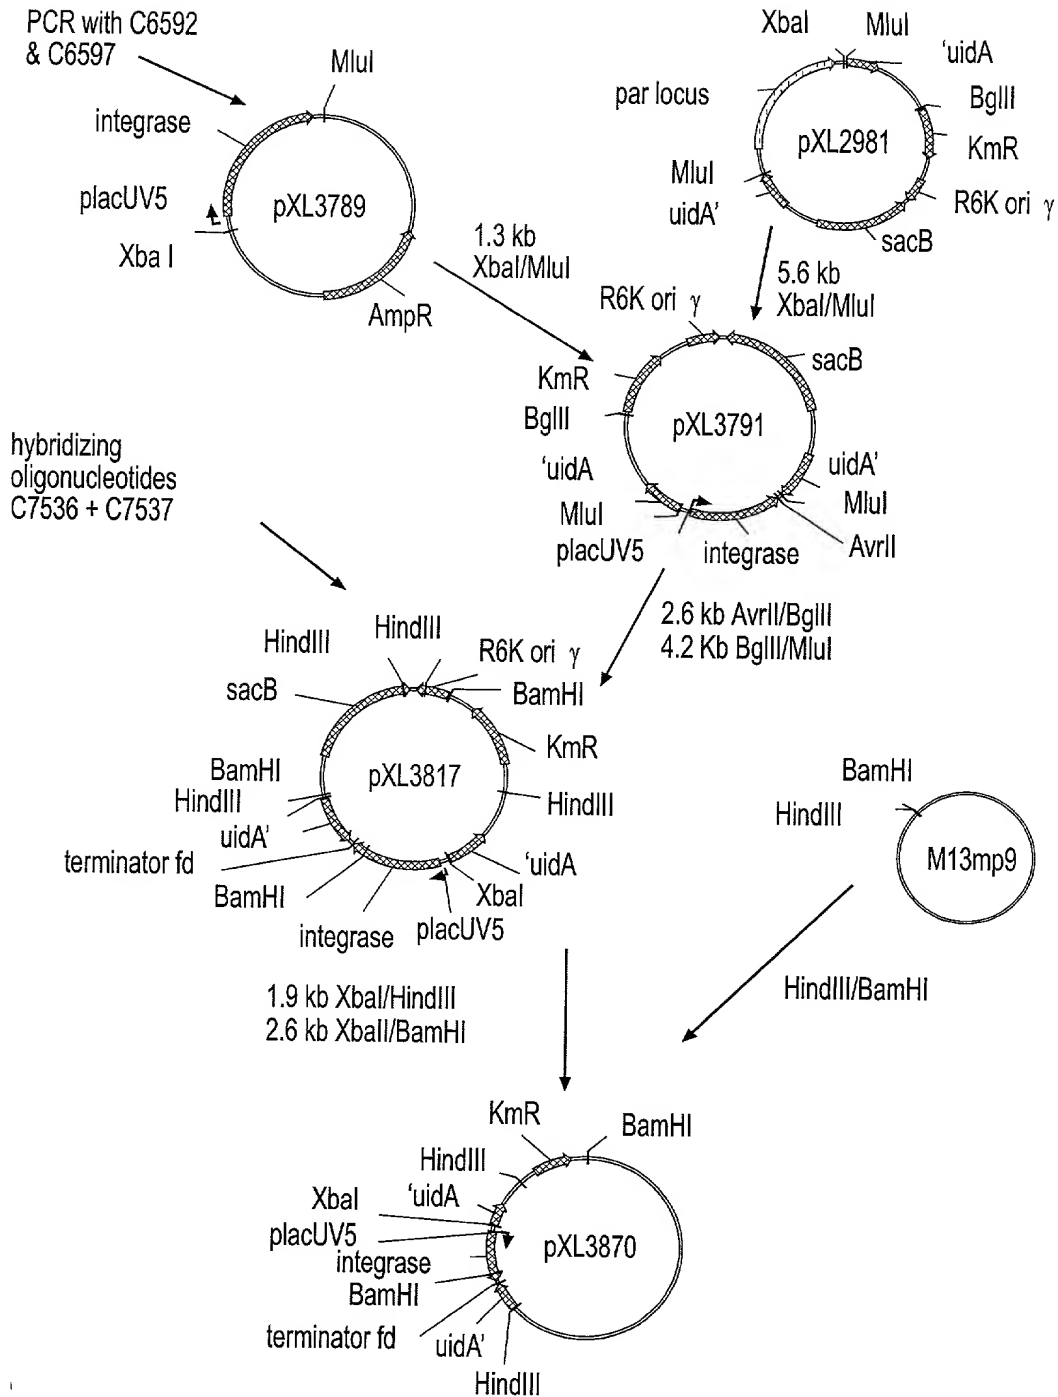 PCR with C6592
& C6597
MluI
integrase
placUV5
Xba I
pXL3789
AmpR
XbaI
MluI
'uidA
par locus
BglII
pXL2981
KmR
MluI
uidA'
R6K ori γ
sacB
1.3 kb
XbaI/MluI
5.6 kb
XbaI/MluI
R6K ori γ
sacB
KmR
BglII
pXL3791
'uidA
uidA'
MluI
MluI
placUV5
integrase
AvrII
hybridizing
oligonucleotides
C7536 + C7537
2.6 kb AvrII/BglII
4.2 Kb BglII/MluI
HindIII
HindIII
R6K ori γ
sacB
BamHI
KmR
pXL3817
BamHI
HindIII
HindIII
uidA'
terminator fd
'uidA
BamHI
XbaI
integrase
placUV5
BamHI
HindIII
M13mp9
1.9 kb XbaI/HindIII
2.6 kb XbaII/BamHI
HindIII/BamHI
KmR
BamHI
HindIII
'uidA
XbaI
placUV5
integrase
pXL3870
BamHI
terminator fd
uidA'
HindIII